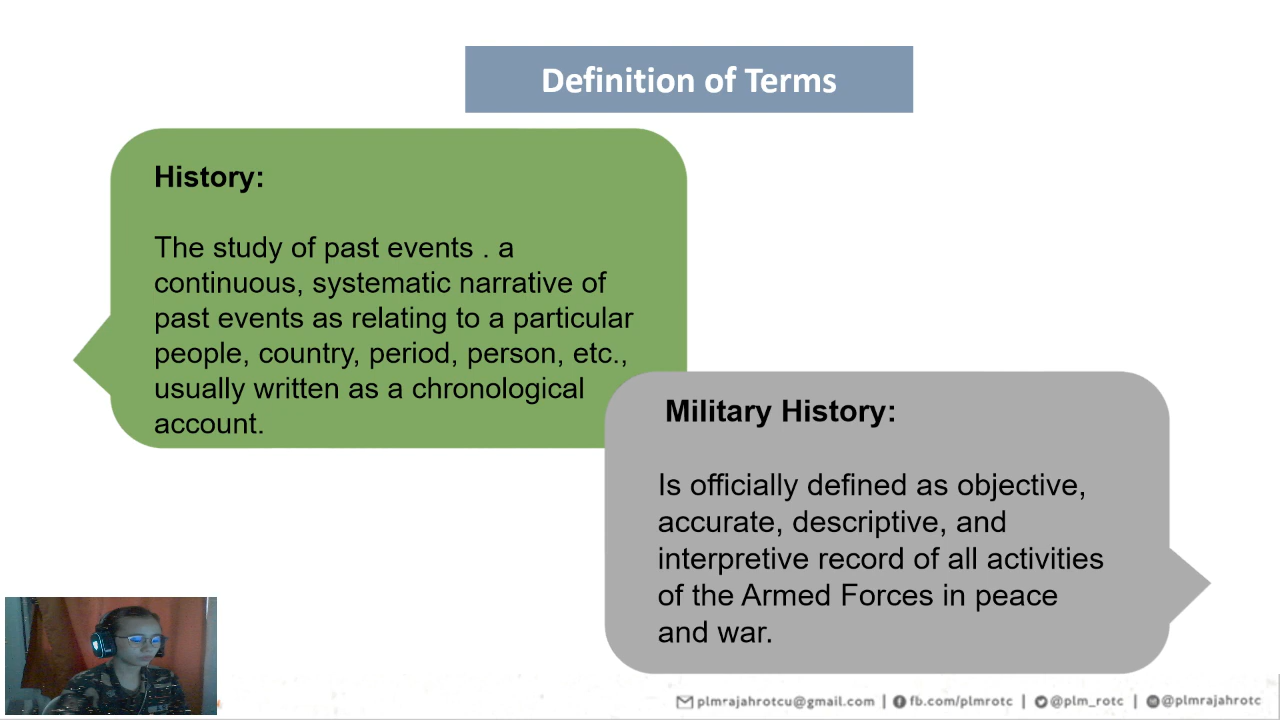 Definition of Terms
History:
The study of past events . a
continuous, systematic narrative of
past events as relating to a particular
people, country, period, person, etc.,
usually written as a chronological
account.
Military History:
Is officially defined as objective,
accurate, descriptive, and
interpretive record of all activities
of the Armed Forces in peace
and war.
plmrajahrotcu@gmail.com | fb.com/plmrotc | @plm_rotc | @plmrajahrotc